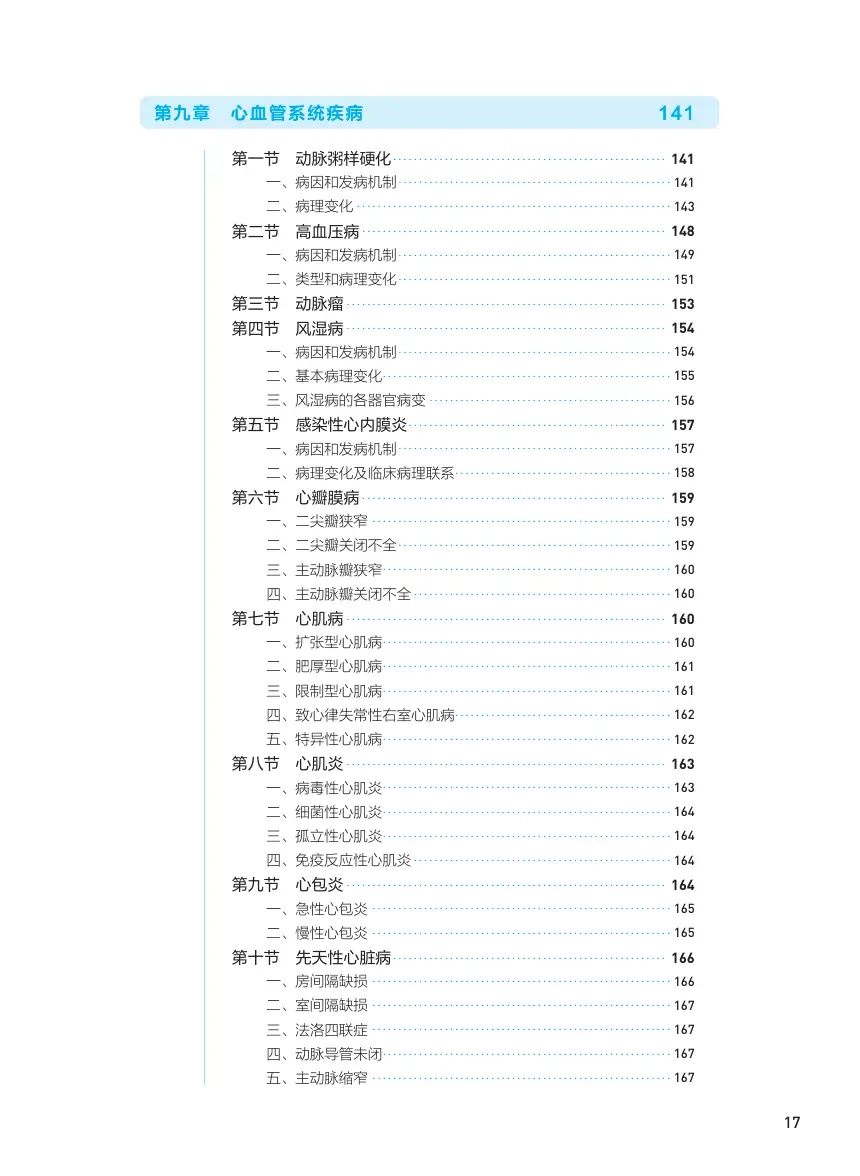 第九章 心血管系统疾病 141
第一节 动脉粥样硬化 141
一、病因和发病机制 141
二、病理变化 143
第二节 高血压病 148
一、病因和发病机制 149
二、类型和病理变化 151
第三节 动脉瘤 153
第四节 风湿病 154
一、病因和发病机制 154
二、基本病理变化 155
三、风湿病的各器官病变 156
第五节 感染性心内膜炎 157
一、病因和发病机制 157
二、病理变化及临床病理联系 158
第六节 心瓣膜病 159
一、二尖瓣狭窄 159
二、二尖瓣关闭不全 159
三、主动脉瓣狭窄 160
四、主动脉瓣关闭不全 160
第七节 心肌病 160
一、扩张型心肌病 160
二、肥厚型心肌病 161
三、限制型心肌病 161
四、致心律失常性右室心肌病 162
五、特异性心肌病 162
第八节 心肌炎 163
一、病毒性心肌炎 163
二、细菌性心肌炎 164
三、孤立性心肌炎 164
四、免疫反应性心肌炎 164
第九节 心包炎 164
一、急性心包炎 165
二、慢性心包炎 165
第十节 先天性心脏病 166
一、房间隔缺损 166
二、室间隔缺损 167
三、法洛四联症 167
四、动脉导管未闭 167
五、主动脉缩窄 167
17